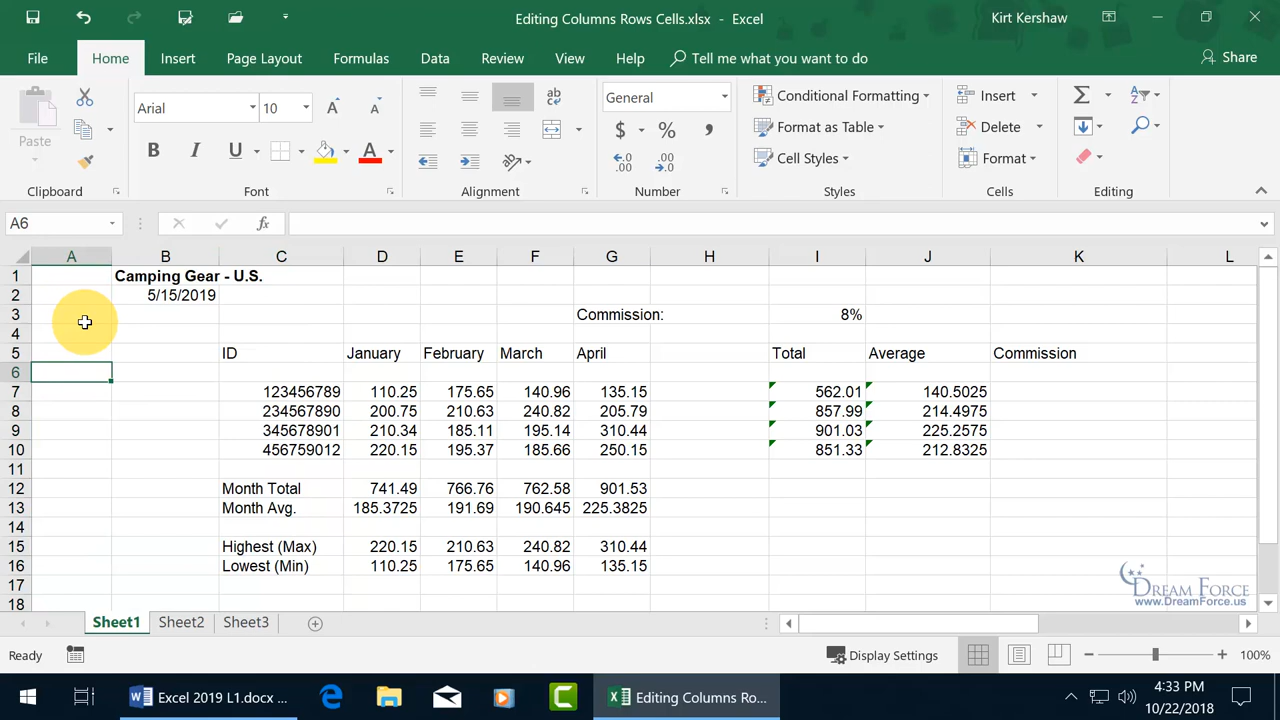 Editing Columns Rows Cells.xlsx - Excel
Kirt Kershaw
File Home Insert Page Layout Formulas Data Review View Help Tell me what you want to do Share
Paste
Arial 10
B I U A
General
$ % ,
Conditional Formatting
Format as Table
Cell Styles
Insert
Delete
Format
Clipboard Font Alignment Number Styles Cells Editing
A6 fx
A B C D E F G H I J K L
1 Camping Gear - U.S.
2 5/15/2019
3 Commission: 8%
4
5 ID January February March April Total Average Commission
6
7 123456789 110.25 175.65 140.96 135.15 562.01 140.5025
8 234567890 200.75 210.63 240.82 205.79 857.99 214.4975
9 345678901 210.34 185.11 195.14 310.44 901.03 225.2575
10 456759012 220.15 195.37 185.66 250.15 851.33 212.8325
11
12 Month Total 741.49 766.76 762.58 901.53
13 Month Avg. 185.3725 191.69 190.645 225.3825
14
15 Highest (Max) 220.15 210.63 240.82 310.44
16 Lowest (Min) 110.25 175.65 140.96 135.15
17
18
DREAM FORCE
www.DreamForce.us
Sheet1 Sheet2 Sheet3
Ready Display Settings 100%
Excel 2019 L1.docx ... Editing Columns Ro...
4:33 PM
10/22/2018